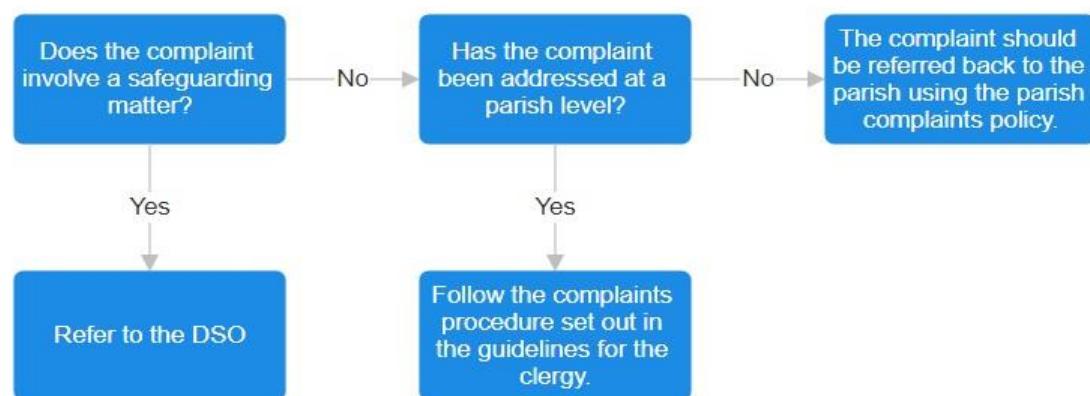 Does the complaint
involve a safeguarding
matter?
No
Has the complaint
been addressed at a
parish level?
No
The complaint should
be referred back to the
parish using the parish
complaints policy.
Yes
Yes
Refer to the DSO
Follow the complaints
procedure set out in
the guidelines for the
clergy.